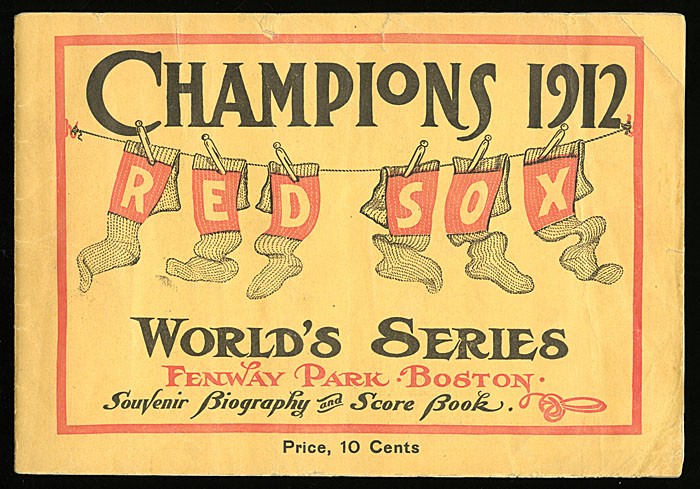 CHAMPIONS 1912
RED SOX
WORLD'S SERIES
FENWAY PARK · BOSTON ·
Souvenir Biography and Score Book.
Price, 10 Cents